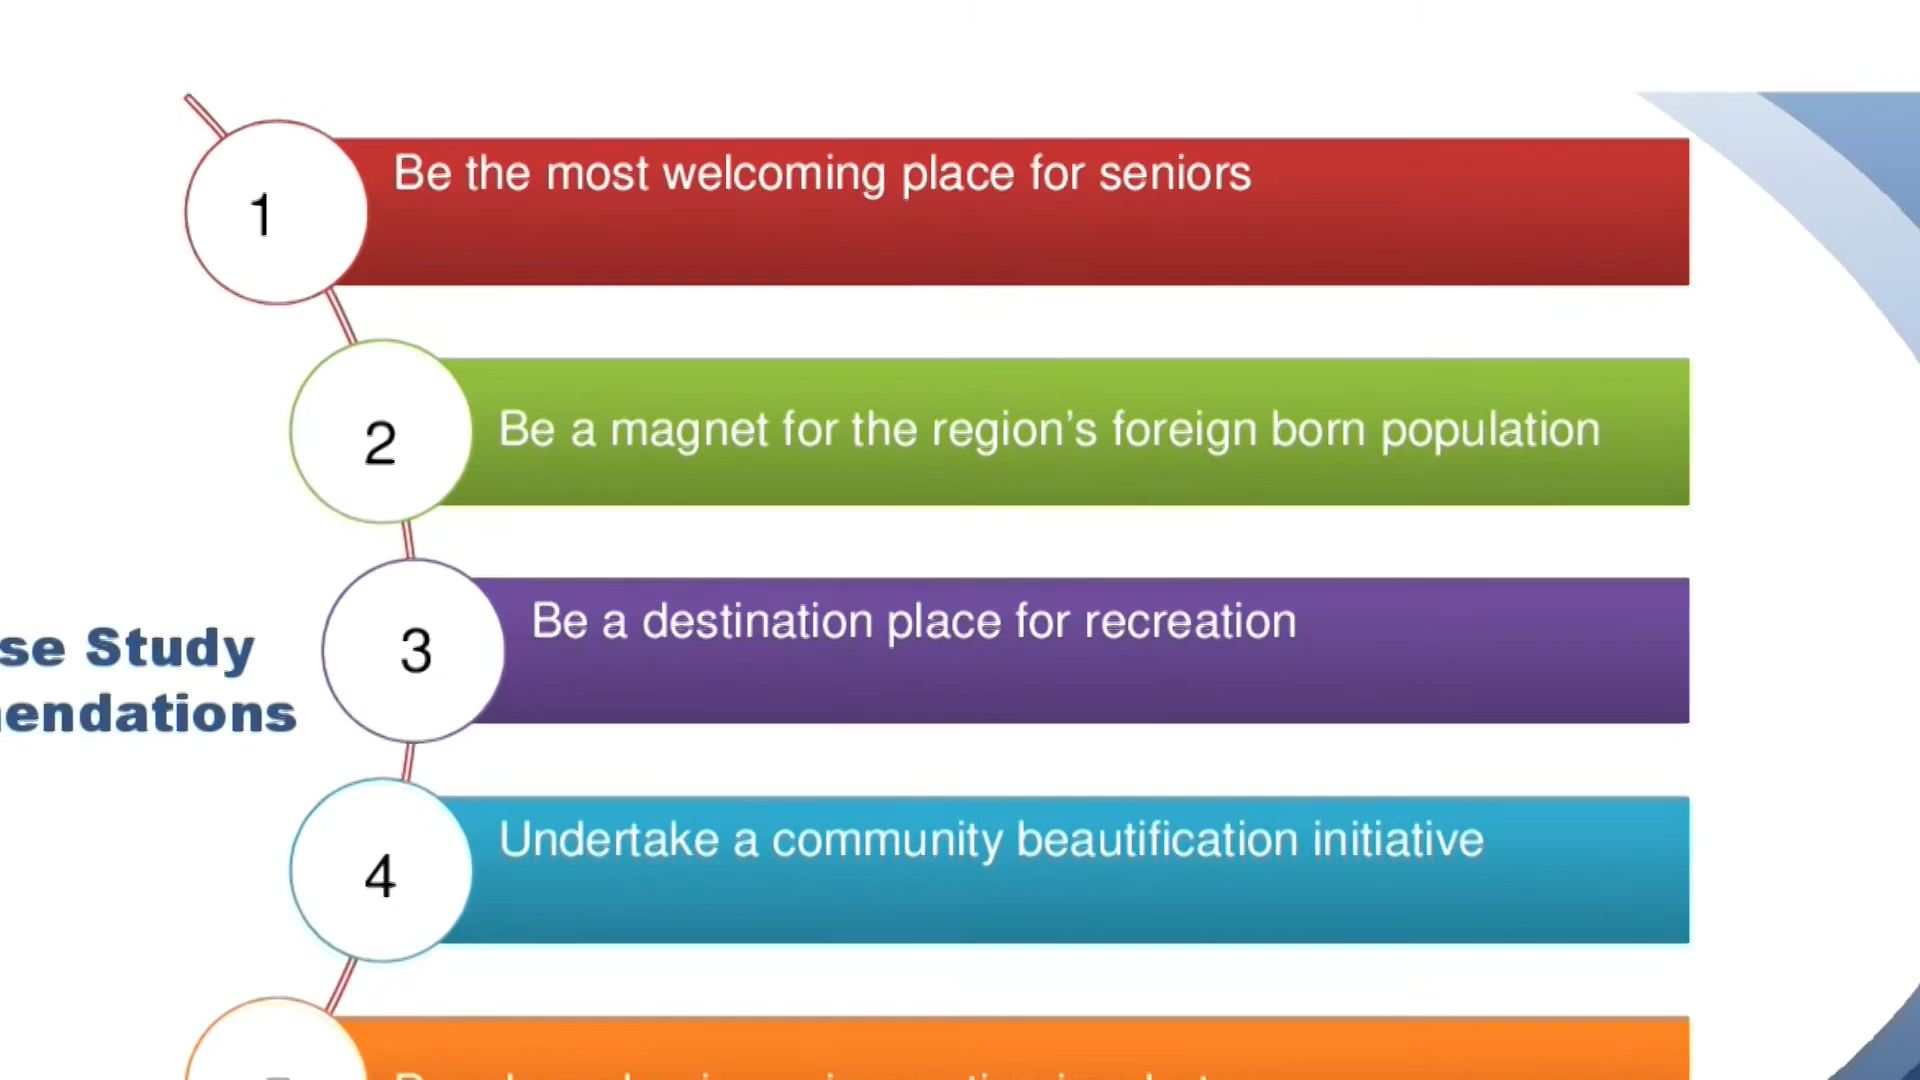 1
Be the most welcoming place for seniors
2
Be a magnet for the region’s foreign born population
3
Be a destination place for recreation
se Study
endations
4
Undertake a community beautification initiative